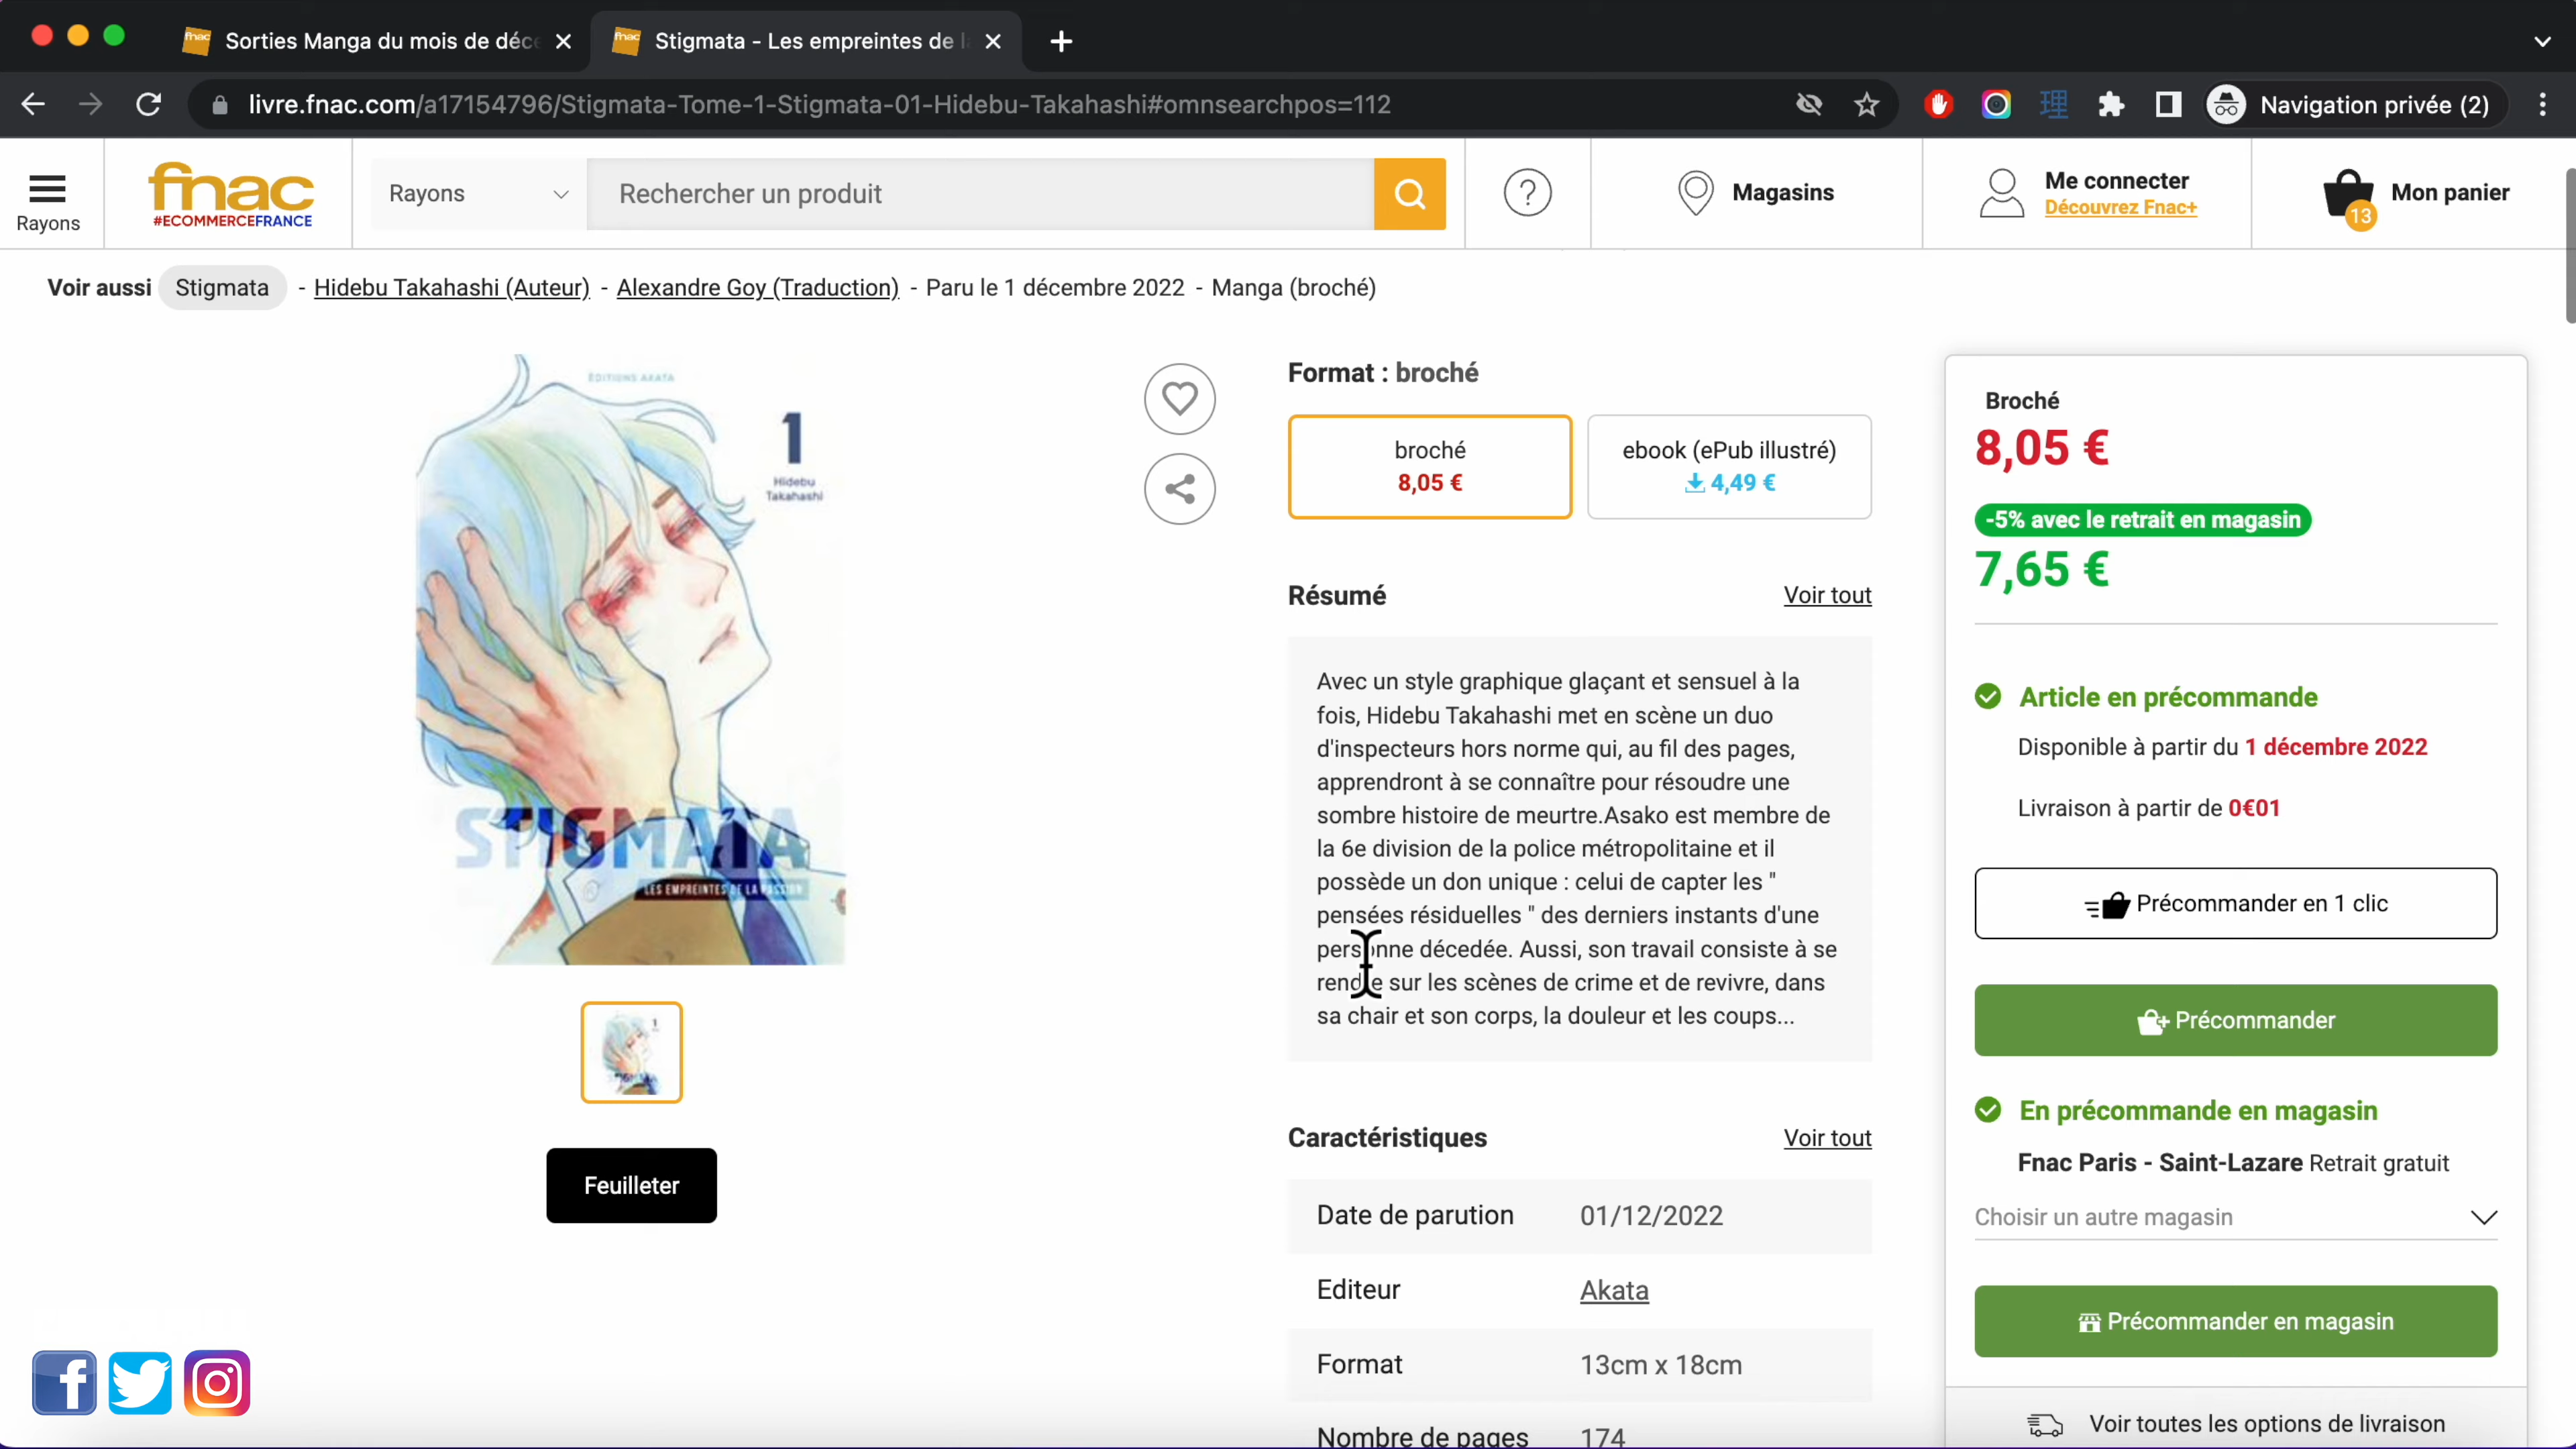 Sorties Manga du mois de déce
Stigmata - Les empreintes de l
livre.fnac.com/a17154796/Stigmata-Tome-1-Stigmata-01-Hidebu-Takahashi#omnsearchpos=112
Navigation privée (2)
Rayons
fnac
#ECOMMERCEFRANCE
Rayons
Rechercher un produit
Magasins
Me connecter
Découvrez Fnac+
13
Mon panier
Voir aussi Stigmata - Hidebu Takahashi (Auteur) - Alexandre Goy (Traduction) - Paru le 1 décembre 2022 - Manga (broché)
ÉDITIONS AKATA
1
Hidebu
Takahashi
STIGMATA
LES EMPREINTES DE LA PASSION
Feuilleter
Format : broché
broché
8,05 €
ebook (ePub illustré)
4,49 €
Résumé
Voir tout
Avec un style graphique glaçant et sensuel à la
fois, Hidebu Takahashi met en scène un duo
d'inspecteurs hors norme qui, au fil des pages,
apprendront à se connaître pour résoudre une
sombre histoire de meurtre.Asako est membre de
la 6e division de la police métropolitaine et il
possède un don unique : celui de capter les "
pensées résiduelles " des derniers instants d'une
personne décedée. Aussi, son travail consiste à se
rendre sur les scènes de crime et de revivre, dans
sa chair et son corps, la douleur et les coups...
Caractéristiques
Voir tout
Date de parution 01/12/2022
Editeur Akata
Format 13cm x 18cm
Nombre de pages 174
Broché
8,05 €
-5% avec le retrait en magasin
7,65 €
Article en précommande
Disponible à partir du 1 décembre 2022
Livraison à partir de 0€01
Précommander en 1 clic
Précommander
En précommande en magasin
Fnac Paris - Saint-Lazare Retrait gratuit
Choisir un autre magasin
Précommander en magasin
Voir toutes les options de livraison